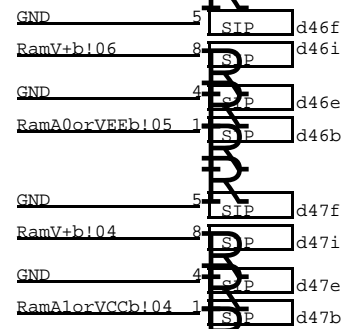 GND 5 SIP d46f
RamV+b!06 8 SIP d46i
GND 4 SIP d46e
RamA0orVEEb!05 1 SIP d46b
GND 5 SIP d47f
RamV+b!04 8 SIP d47i
GND 4 SIP d47e
RamA1orVCCb!04 1 SIP d47b